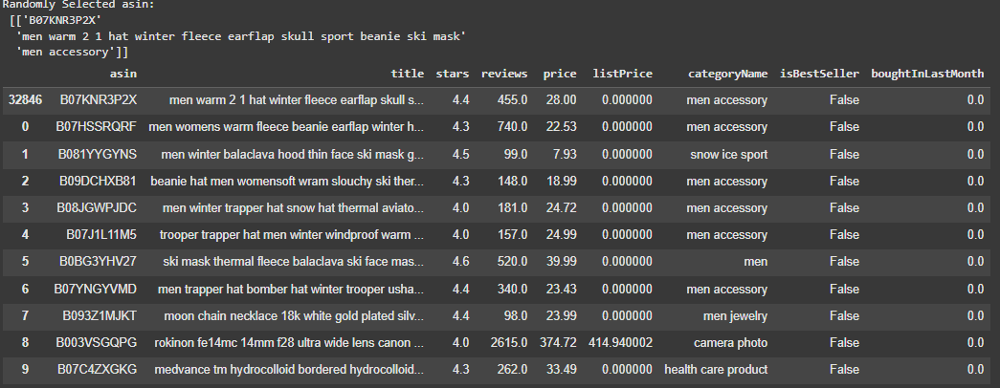 Randomly Selected asin:
[['B07KNR3P2X'
'men warm 2 1 hat winter fleece earflap skull sport beanie ski mask'
'men accessory']]
asin title stars reviews price listPrice categoryName isBestSeller boughtInLastMonth
32846 B07KNR3P2X men warm 2 1 hat winter fleece earflap skull s... 4.4 455.0 28.00 0.000000 men accessory False 0.0
0 B07HSSRQRF men womens warm fleece beanie earflap winter h... 4.3 740.0 22.53 0.000000 men accessory False 0.0
1 B081YYGYNS men winter balaclava hood thin face ski mask g... 4.5 99.0 7.93 0.000000 snow ice sport False 0.0
2 B09DCHXB81 beanie hat men womensoft wram slouchy ski ther... 4.3 148.0 18.99 0.000000 men accessory False 0.0
3 B08JGWPJDC men winter trapper hat snow hat thermal aviato... 4.0 181.0 24.72 0.000000 men accessory False 0.0
4 B07J1L11M5 trooper trapper hat men winter windproof warm ... 4.0 157.0 24.99 0.000000 men accessory False 0.0
5 B0BG3YHV27 ski mask thermal fleece balaclava ski face mas... 4.6 520.0 39.99 0.000000 men False 0.0
6 B07YNGYVMD men trapper hat bomber hat winter trooper usha... 4.4 340.0 23.43 0.000000 men accessory False 0.0
7 B093Z1MJKT moon chain necklace 18k white gold plated silv... 4.4 98.0 23.99 0.000000 men jewelry False 0.0
8 B003VSGQPG rokinon fe14mc 14mm f28 ultra wide lens canon ... 4.0 2615.0 374.72 414.940002 camera photo False 0.0
9 B07C4ZXGKG medvance tm hydrocolloid bordered hydrocolloid... 4.3 262.0 33.49 0.000000 health care product False 0.0